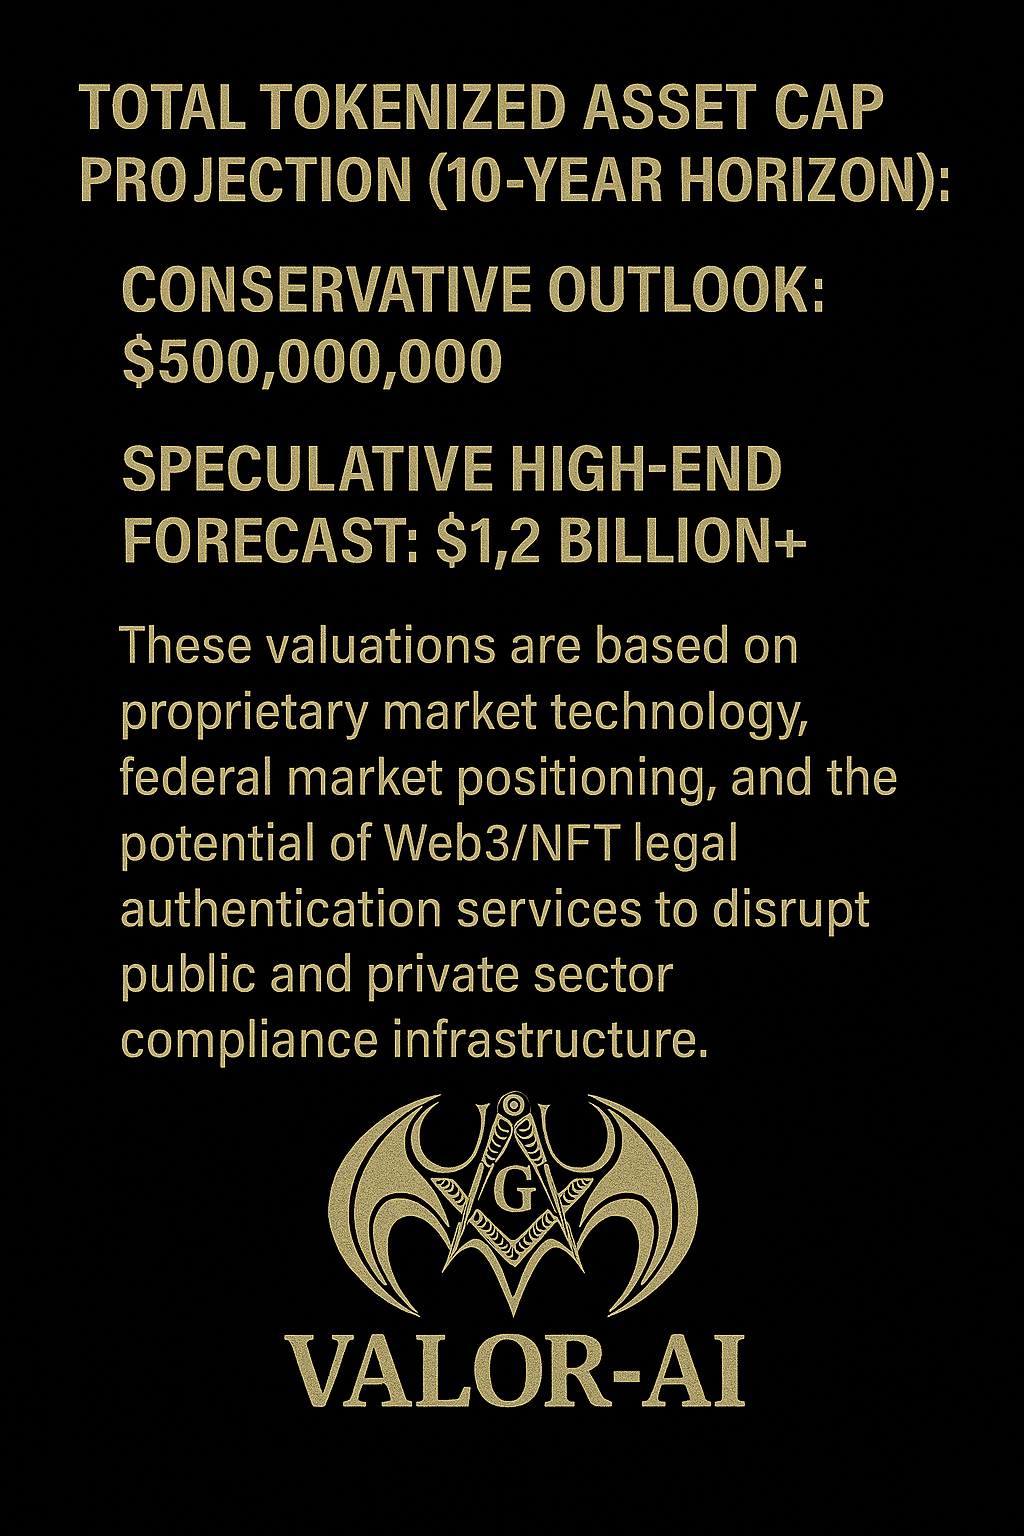 TOTAL TOKENIZED ASSET CAP
PROJECTION (10-YEAR HORIZON):
CONSERVATIVE OUTLOOK:
$500,000,000
SPECULATIVE HIGH-END
FORECAST: $1,2 BILLION+
These valuations are based on
proprietary market technology,
federal market positioning, and the
potential of Web3/NFT legal
authentication services to disrupt
public and private sector
compliance infrastructure.
G
VALOR-AI